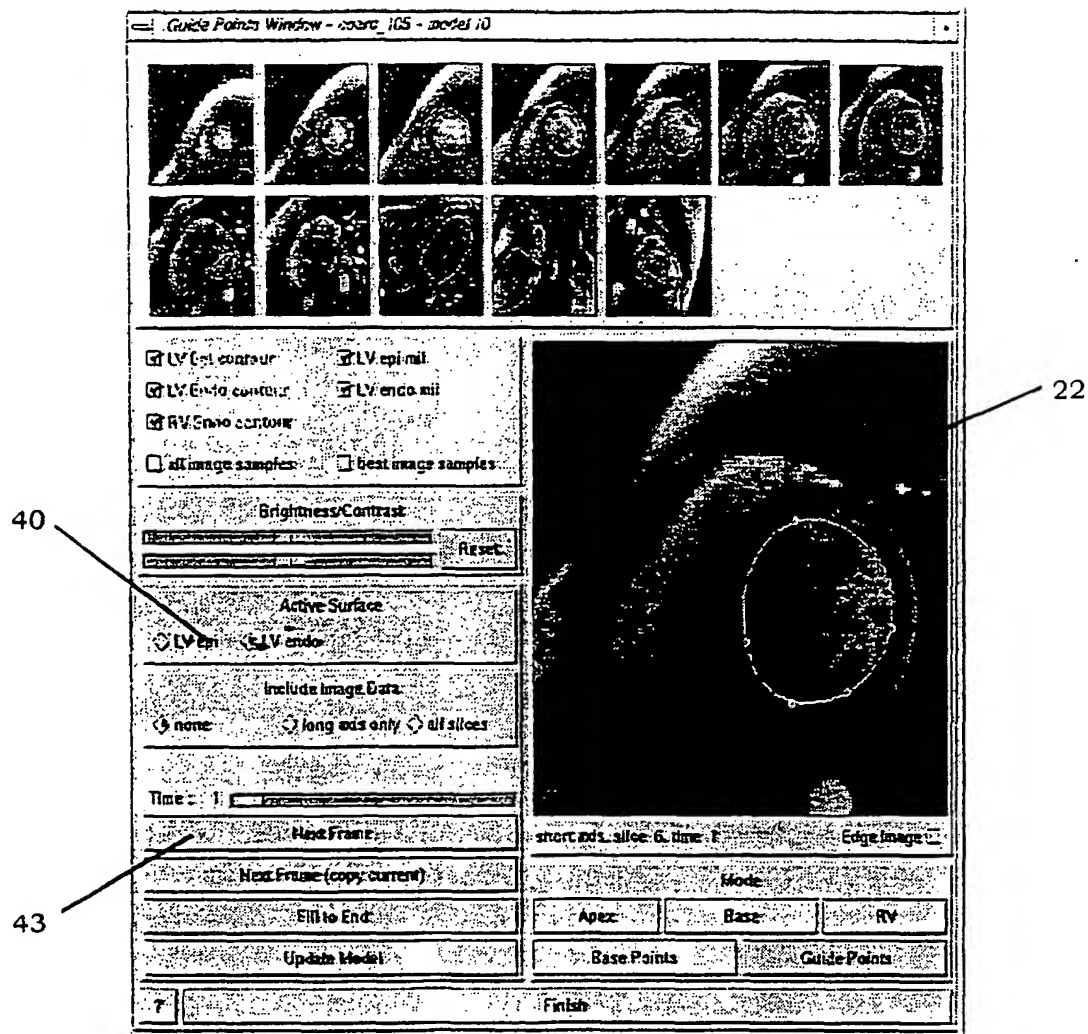 Guide Points Window - coarc_105 - model 10
LV Epi contour
LV epi mil
LV Endo contour
LV endo mil
RV Endo contour
all image samples
best image samples
Brightness/Contrast
Reset
Active Surface
LV epi
LV endo
Include Image Data:
none
long axis only
all slices
Time : 1
Next Frame
Next Frame (copy current)
Fill to End
Update Model
short axis, slice: 6, time: 1
Edge Image
Mode
Apex
Base
RV
Base Points
Guide Points
?
Finish
22
40
43